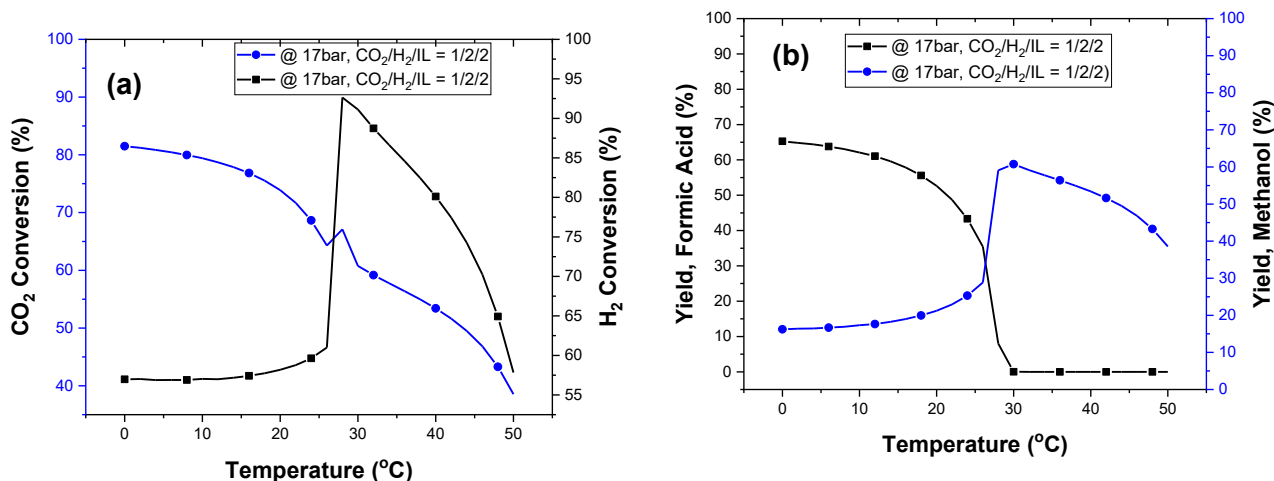 (a)
@ 17bar, CO₂/H₂/IL = 1/2/2
@ 17bar, CO₂/H₂/IL = 1/2/2
CO₂ Conversion (%)
100
90
80
70
60
50
40
H₂ Conversion (%)
100
95
90
85
80
75
70
65
60
55
0 10 20 30 40 50
Temperature (°C)
(b)
@ 17bar, CO₂/H₂/IL = 1/2/2
@ 17bar, CO₂/H₂/IL = 1/2/2)
Yield, Formic Acid (%)
100
90
80
70
60
50
40
30
20
10
0
Yield, Methanol (%)
100
90
80
70
60
50
40
30
20
10
0
0 10 20 30 40 50
Temperature (°C)